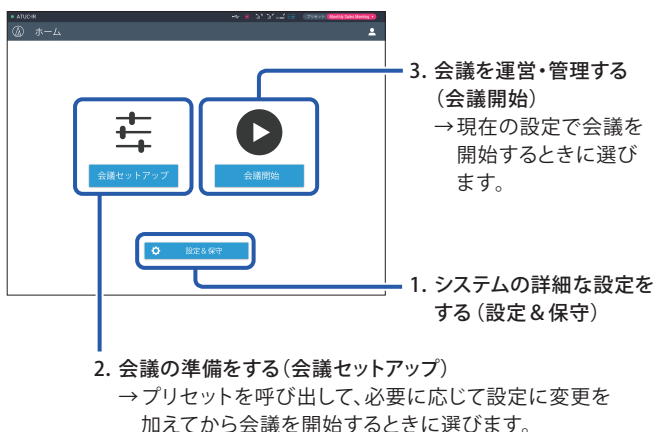 ATUC-IR
プリセット Monthly Sales Meeting
ホーム
会議セットアップ
会議開始
設定&保守
3. 会議を運営・管理する
(会議開始)
→現在の設定で会議を
開始するときに選び
ます。
1. システムの詳細な設定を
する(設定&保守)
2. 会議の準備をする(会議セットアップ)
→プリセットを呼び出して、必要に応じて設定に変更を
加えてから会議を開始するときに選びます。